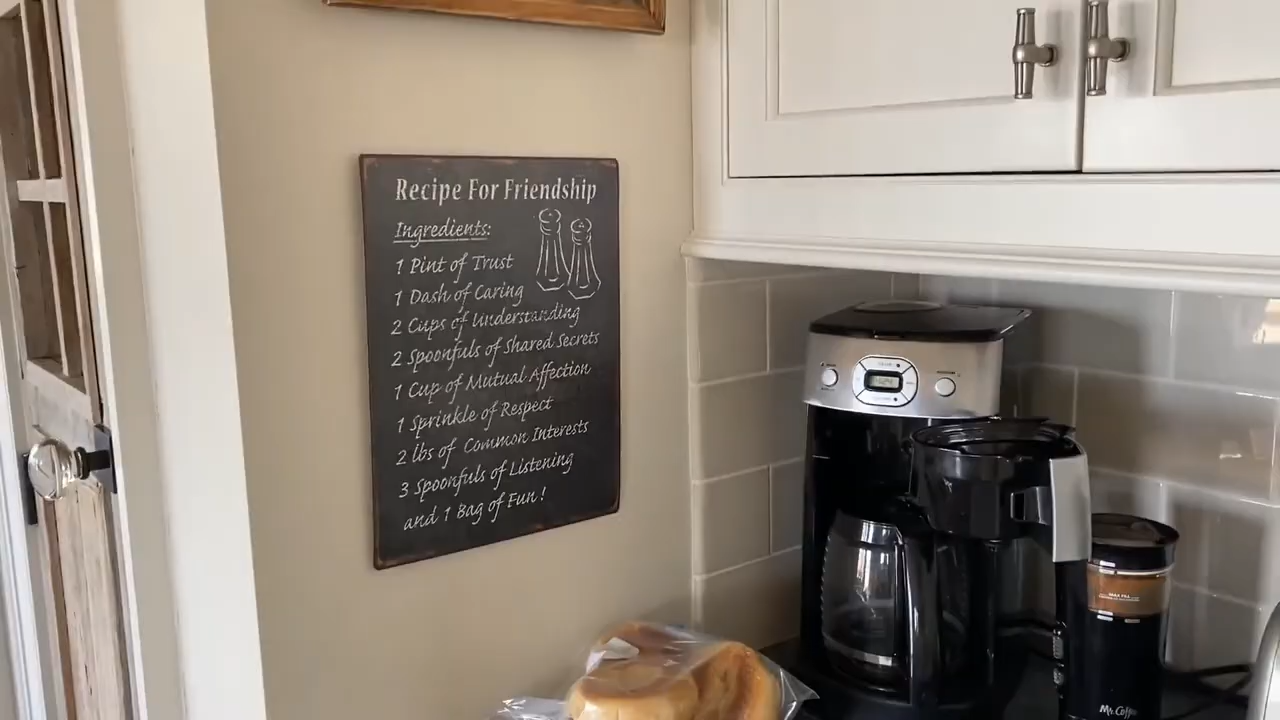 Recipe For Friendship
Ingredients:
1 Pint of Trust
1 Dash of Caring
2 Cups of Understanding
2 Spoonfuls of Shared Secrets
1 Cup of Mutual Affection
1 Sprinkle of Respect
2 lbs of Common Interests
3 Spoonfuls of Listening
and 1 Bag of Fun!
MAX FILL
Mr. Coffee